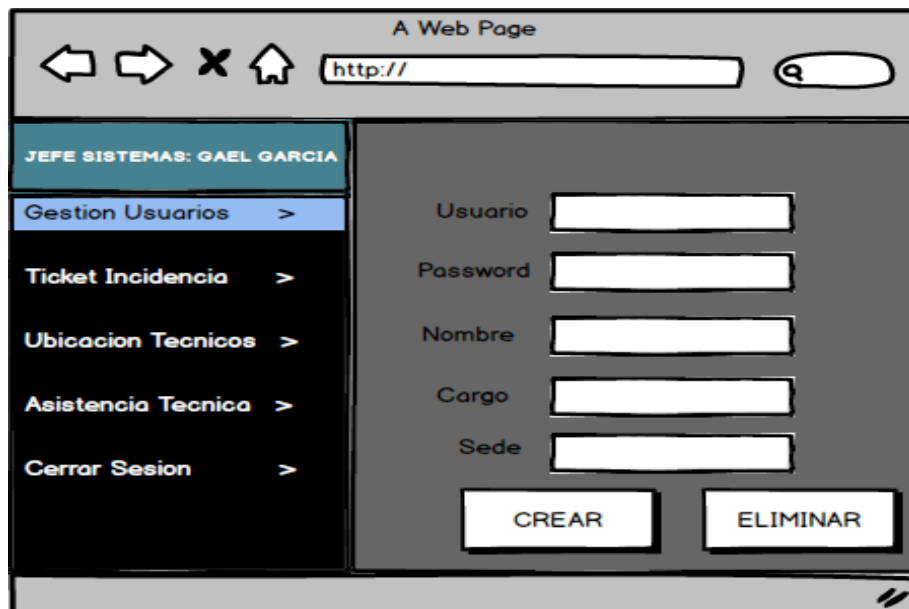 A Web Page
http://
JEFE SISTEMAS: GAEL GARCIA
Gestion Usuarios >
Ticket Incidencia >
Ubicacion Tecnicos >
Asistencia Tecnica >
Cerrar Sesion >
Usuario
Password
Nombre
Cargo
Sede
CREAR
ELIMINAR